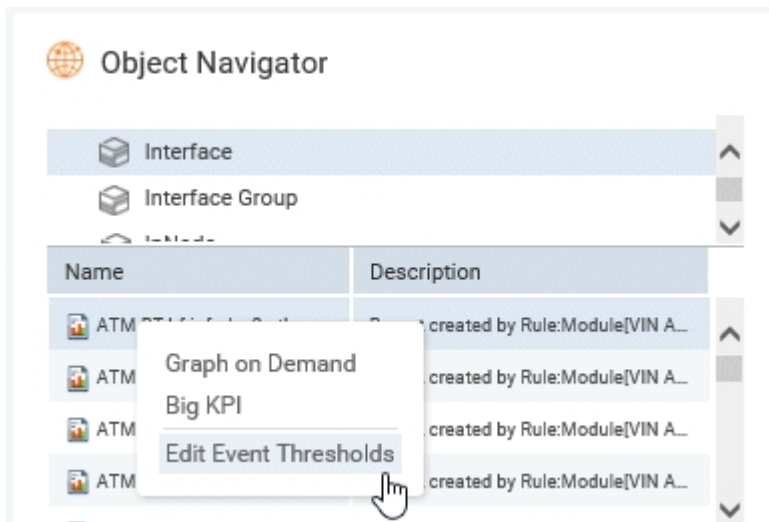 Object Navigator
Interface
Interface Group
Name Description
ATM created by Rule:Module[VIN A...
Graph on Demand
ATM created by Rule:Module[VIN A...
Big KPI
ATM created by Rule:Module[VIN A...
Edit Event Thresholds
ATM created by Rule:Module[VIN A...